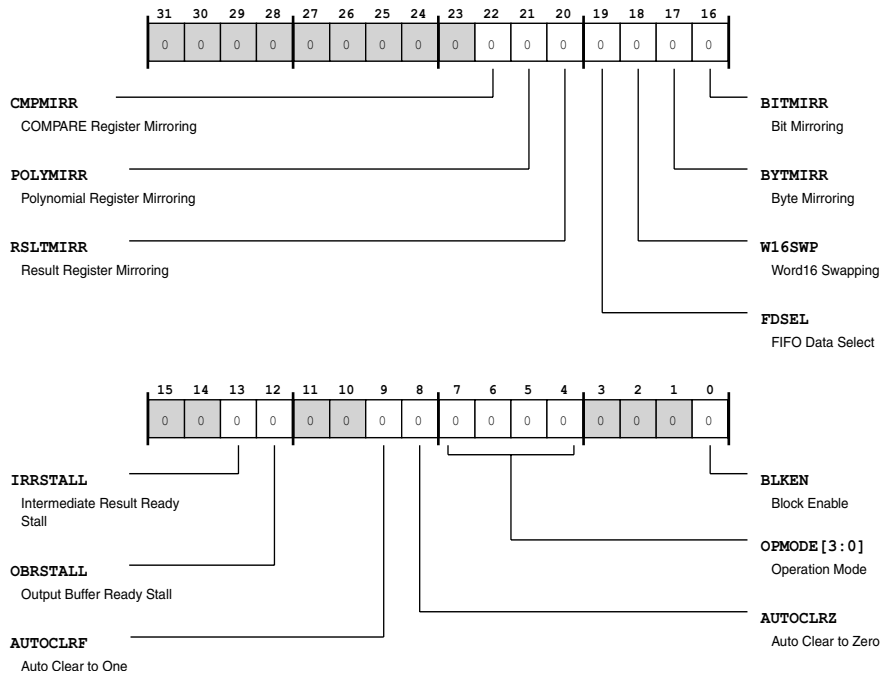 31 30 29 28 27 26 25 24 23 22 21 20 19 18 17 16
0 0 0 0 0 0 0 0 0 0 0 0 0 0 0 0
CMPMIRR
COMPARE Register Mirroring
BITMIRR
Bit Mirroring
POLYMIRR
Polynomial Register Mirroring
BYTMIRR
Byte Mirroring
RSLTMIRR
Result Register Mirroring
W16SWP
Word16 Swapping
FDSEL
FIFO Data Select
15 14 13 12 11 10 9 8 7 6 5 4 3 2 1 0
0 0 0 0 0 0 0 0 0 0 0 0 0 0 0 0
IRRSTALL
Intermediate Result Ready
Stall
BLKEN
Block Enable
OBRSTALL
Output Buffer Ready Stall
OPMODE[3:0]
Operation Mode
AUTOCLRF
Auto Clear to One
AUTOCLRZ
Auto Clear to Zero